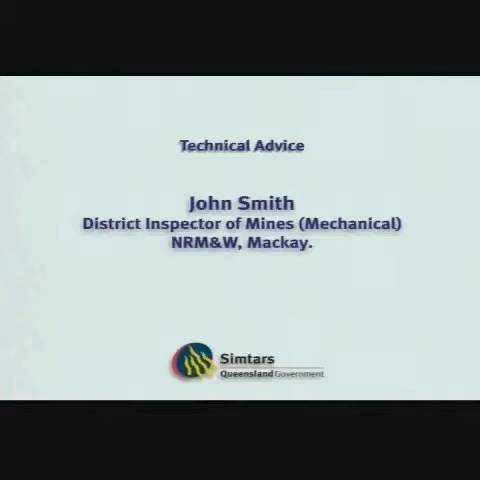 Technical Advice
John Smith
District Inspector of Mines (Mechanical)
NRM&W, Mackay.
Simtars
Queensland Government